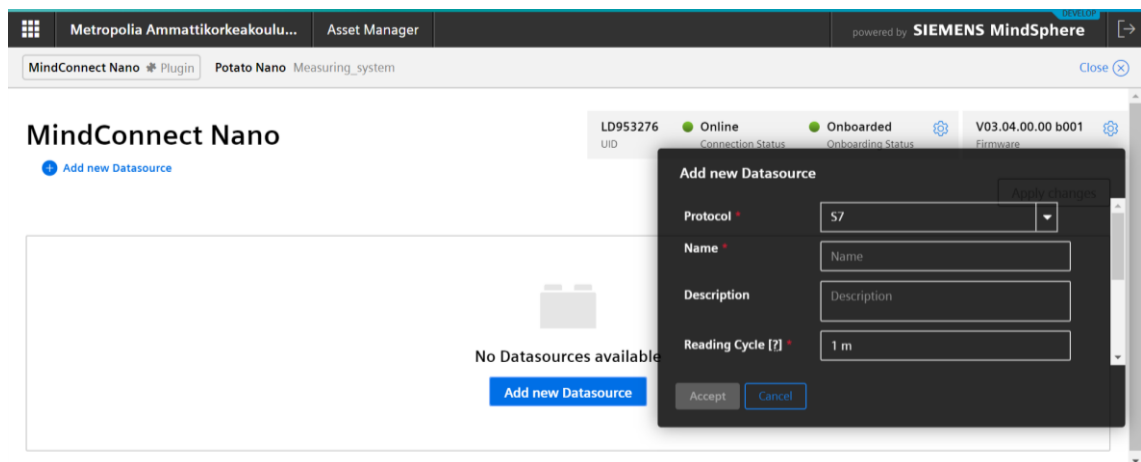 DEVELOP
Metropolia Ammattikorkeakoulu... Asset Manager powered by SIEMENS MindSphere
MindConnect Nano Plugin Potato Nano Measuring_system Close
MindConnect Nano
LD953276 Online Onboarded V03.04.00.00 b001
UID Connection Status Onboarding Status Firmware
Add new Datasource
Add new Datasource
Apply changes
Protocol * S7
Name * Name
Description Description
Reading Cycle [?] * 1 m
No Datasources available
Add new Datasource
Accept Cancel